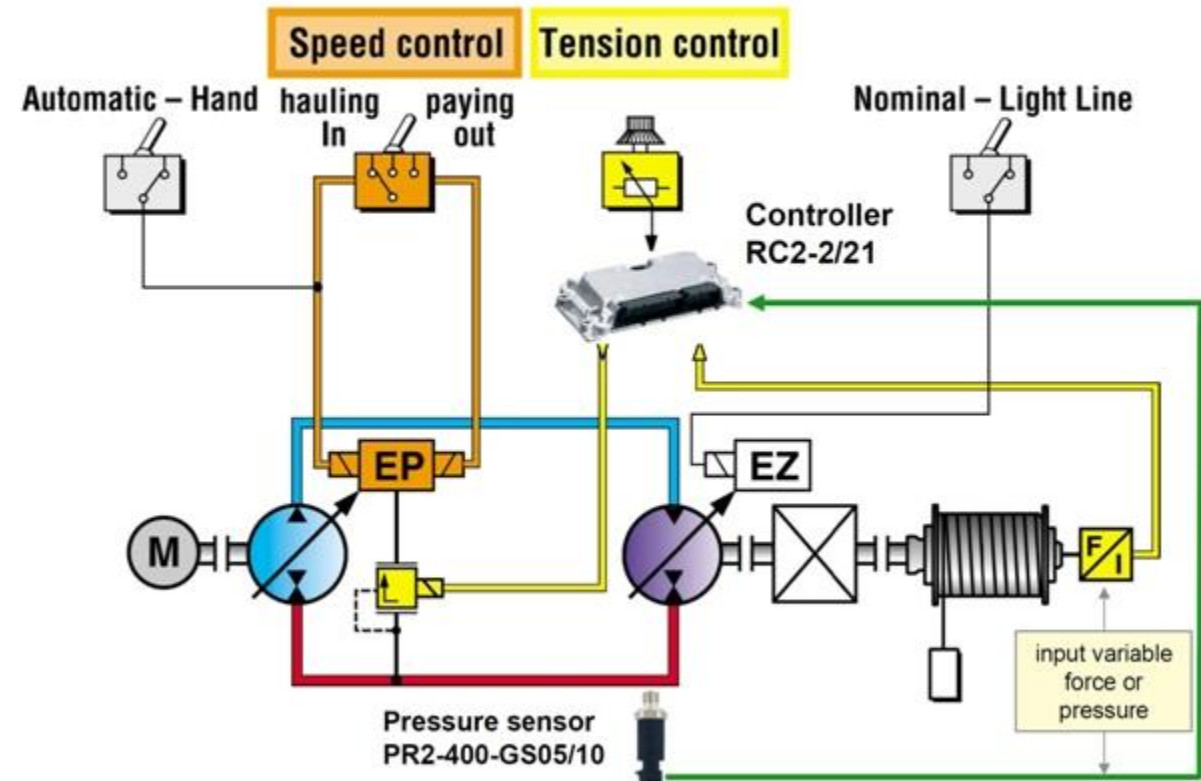 Speed control
Tension control
Automatic – Hand
hauling
In
paying
out
Nominal – Light Line
Controller
RC2-2/21
EP
EZ
M
F
I
input variable
force or
pressure
Pressure sensor
PR2-400-GS05/10